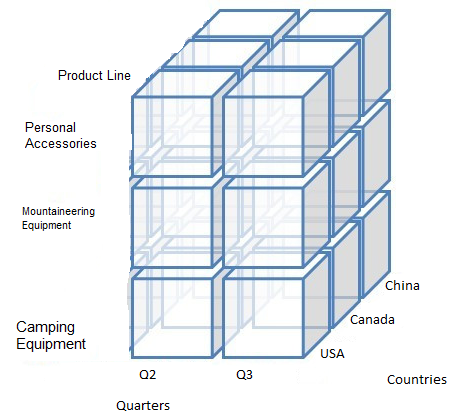 Product Line
Personal
Accessories
Mountaineering
Equipment
Camping
Equipment
China
Canada
USA
Q2
Q3
Countries
Quarters